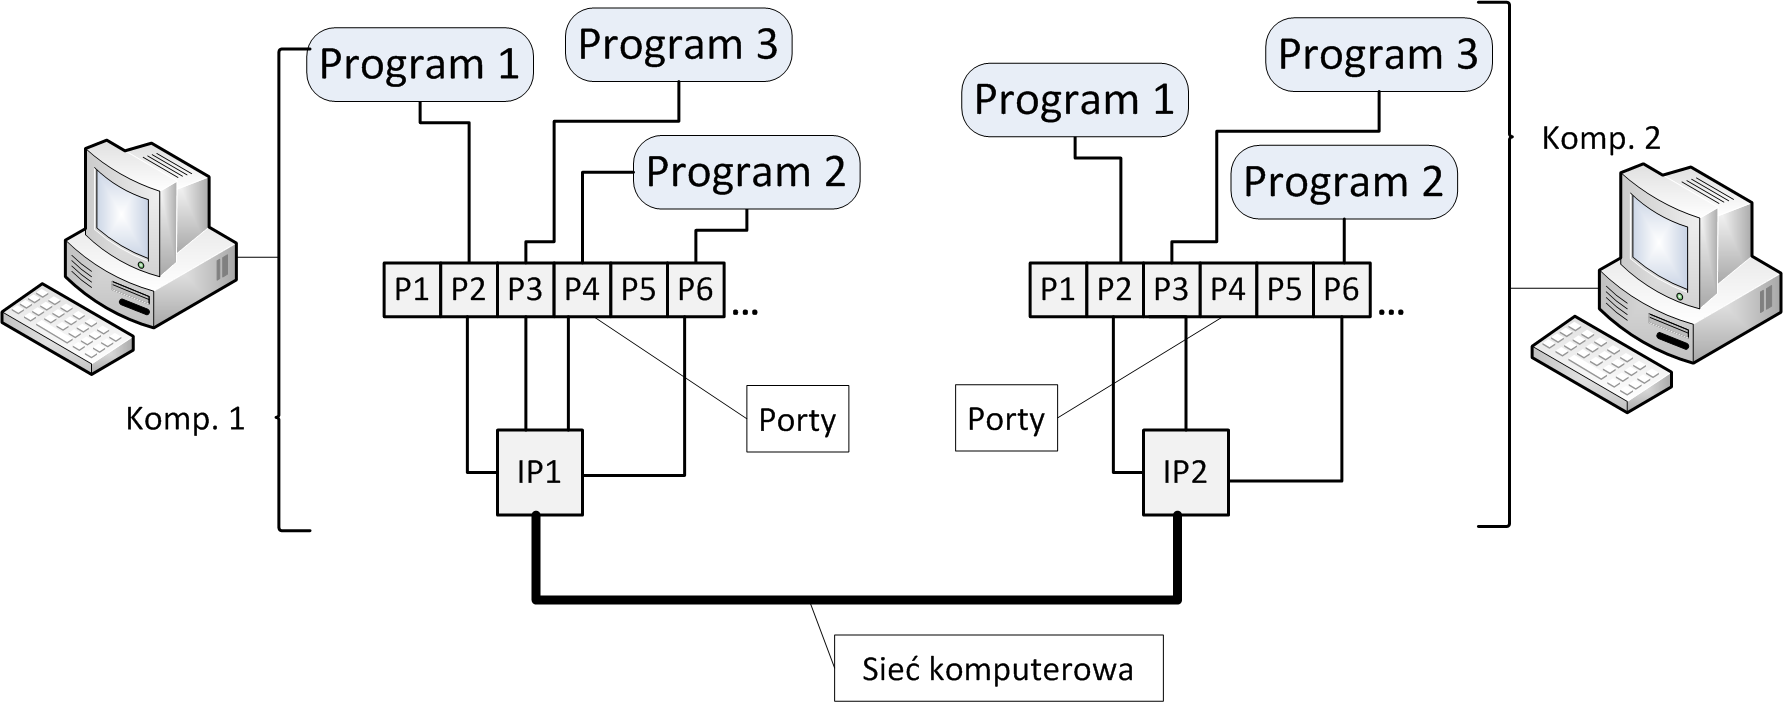 Program 1
Program 3
Program 2
P1 P2 P3 P4 P5 P6 ...
Porty
Komp. 1
IP1
Program 1
Program 3
Program 2
Komp. 2
P1 P2 P3 P4 P5 P6 ...
Porty
IP2
Sieć komputerowa